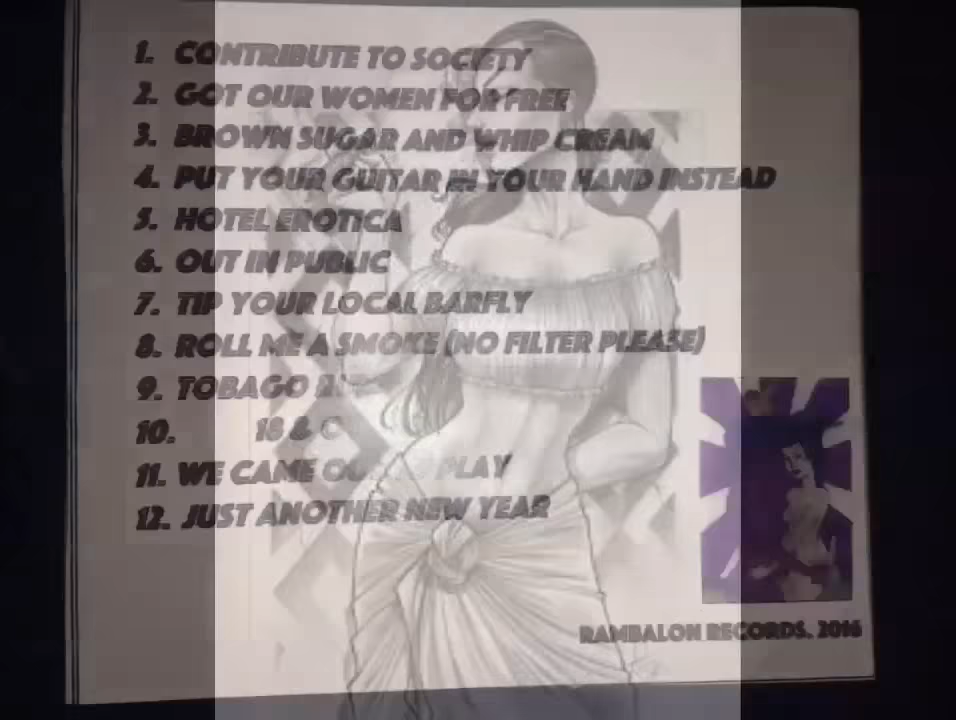 1. CONTRIBUTE TO SOCIETY
2. GOT OUR WOMEN FOR FREE
3. BROWN SUGAR AND WHIP CREAM
4. PUT YOUR GUITAR IN YOUR HAND INSTEAD
5. HOTEL EROTICA
6. OUT IN PUBLIC
7. TIP YOUR LOCAL BARFLY
8. ROLL ME A SMOKE (NO FILTER PLEASE)
9. TOBAGO
10. 18 &
11. WE CAME PLAY
12. JUST ANOTHER NEW YEAR
RAMBALON RECORDS. 2016